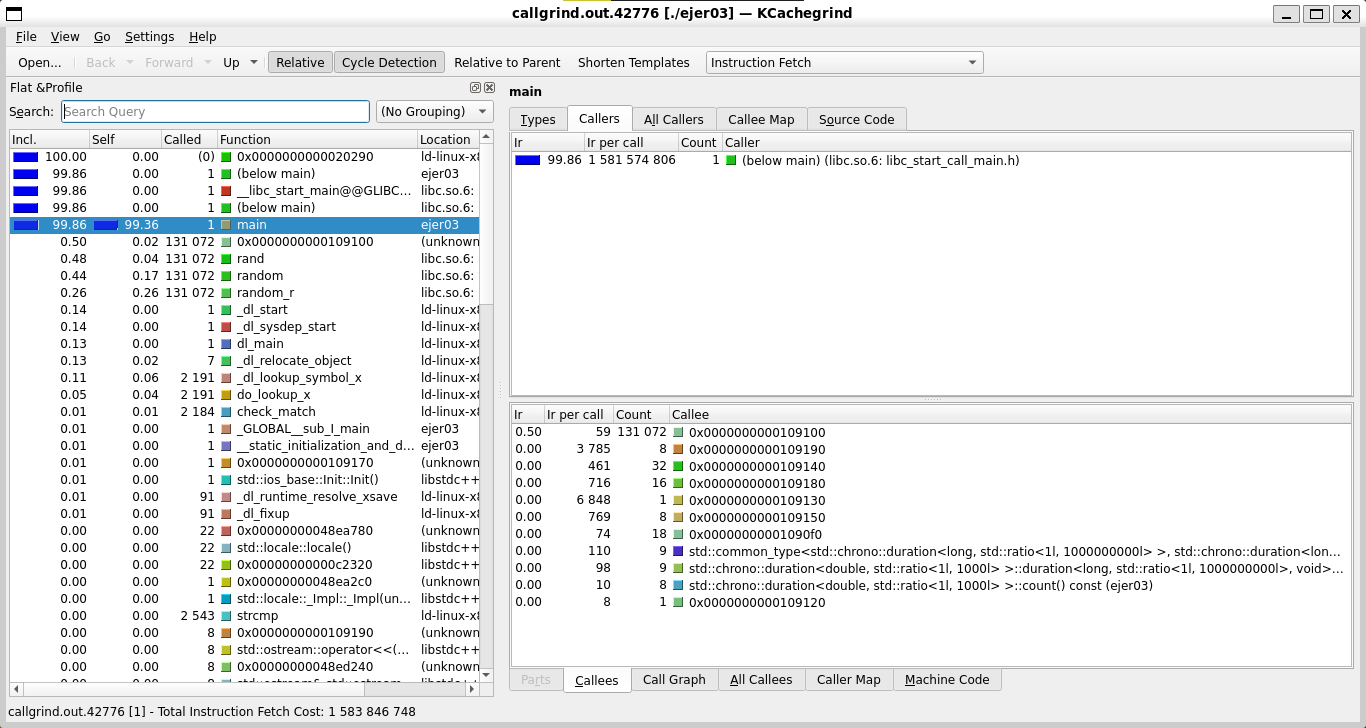 callgrind.out.42776 [./ejer03] — KCachegrind
File View Go Settings Help
Open... Back Forward Up Relative Cycle Detection Relative to Parent Shorten Templates Instruction Fetch
Flat &Profile
Search: Search Query (No Grouping)
Incl. Self Called Function Location
100.00 0.00 (0) 0x0000000000020290 ld-linux-x8
99.86 0.00 1 (below main) ejer03
99.86 0.00 1 __libc_start_main@@GLIBC... libc.so.6:
99.86 0.00 1 (below main) libc.so.6:
99.86 99.36 1 main ejer03
0.50 0.02 131 072 0x0000000000109100 (unknown
0.48 0.04 131 072 rand libc.so.6:
0.44 0.17 131 072 random libc.so.6:
0.26 0.26 131 072 random_r libc.so.6:
0.14 0.00 1 _dl_start ld-linux-x8
0.14 0.00 1 _dl_sysdep_start ld-linux-x8
0.13 0.00 1 dl_main ld-linux-x8
0.13 0.02 7 _dl_relocate_object ld-linux-x8
0.11 0.06 2 191 _dl_lookup_symbol_x ld-linux-x8
0.05 0.04 2 191 do_lookup_x ld-linux-x8
0.01 0.01 2 184 check_match ld-linux-x8
0.01 0.00 1 _GLOBAL__sub_I_main ejer03
0.01 0.00 1 __static_initialization_and_d... ejer03
0.01 0.00 1 0x0000000000109170 (unknown
0.01 0.00 1 std::ios_base::Init::Init() libstdc++
0.01 0.00 91 _dl_runtime_resolve_xsave ld-linux-x8
0.01 0.00 91 _dl_fixup ld-linux-x8
0.00 0.00 22 0x00000000048ea780 (unknown
0.00 0.00 22 std::locale::locale() libstdc++
0.00 0.00 22 0x00000000000c2320 libstdc++
0.00 0.00 1 0x00000000048ea2c0 (unknown
0.00 0.00 1 std::locale::_Impl::_Impl(un... libstdc++
0.00 0.00 2 543 strcmp ld-linux-x8
0.00 0.00 8 0x0000000000109190 (unknown
0.00 0.00 8 std::ostream::operator<<(... libstdc++
0.00 0.00 8 0x00000000048ed240 (unknown
main
Types Callers All Callers Callee Map Source Code
Ir Ir per call Count Caller
99.86 1 581 574 806 1 (below main) (libc.so.6: libc_start_call_main.h)
Ir Ir per call Count Callee
0.50 59 131 072 0x0000000000109100
0.00 3 785 8 0x0000000000109190
0.00 461 32 0x0000000000109140
0.00 716 16 0x0000000000109180
0.00 6 848 1 0x0000000000109130
0.00 769 8 0x0000000000109150
0.00 74 18 0x00000000001090f0
0.00 110 9 std::common_type<std::chrono::duration<long, std::ratio<1l, 1000000000l> >, std::chrono::duration<lon...
0.00 98 9 std::chrono::duration<double, std::ratio<1l, 1000l> >::duration<long, std::ratio<1l, 1000000000l>, void>...
0.00 10 8 std::chrono::duration<double, std::ratio<1l, 1000l> >::count() const (ejer03)
0.00 8 1 0x0000000000109120
Parts Callees Call Graph All Callees Caller Map Machine Code
callgrind.out.42776 [1] - Total Instruction Fetch Cost: 1 583 846 748